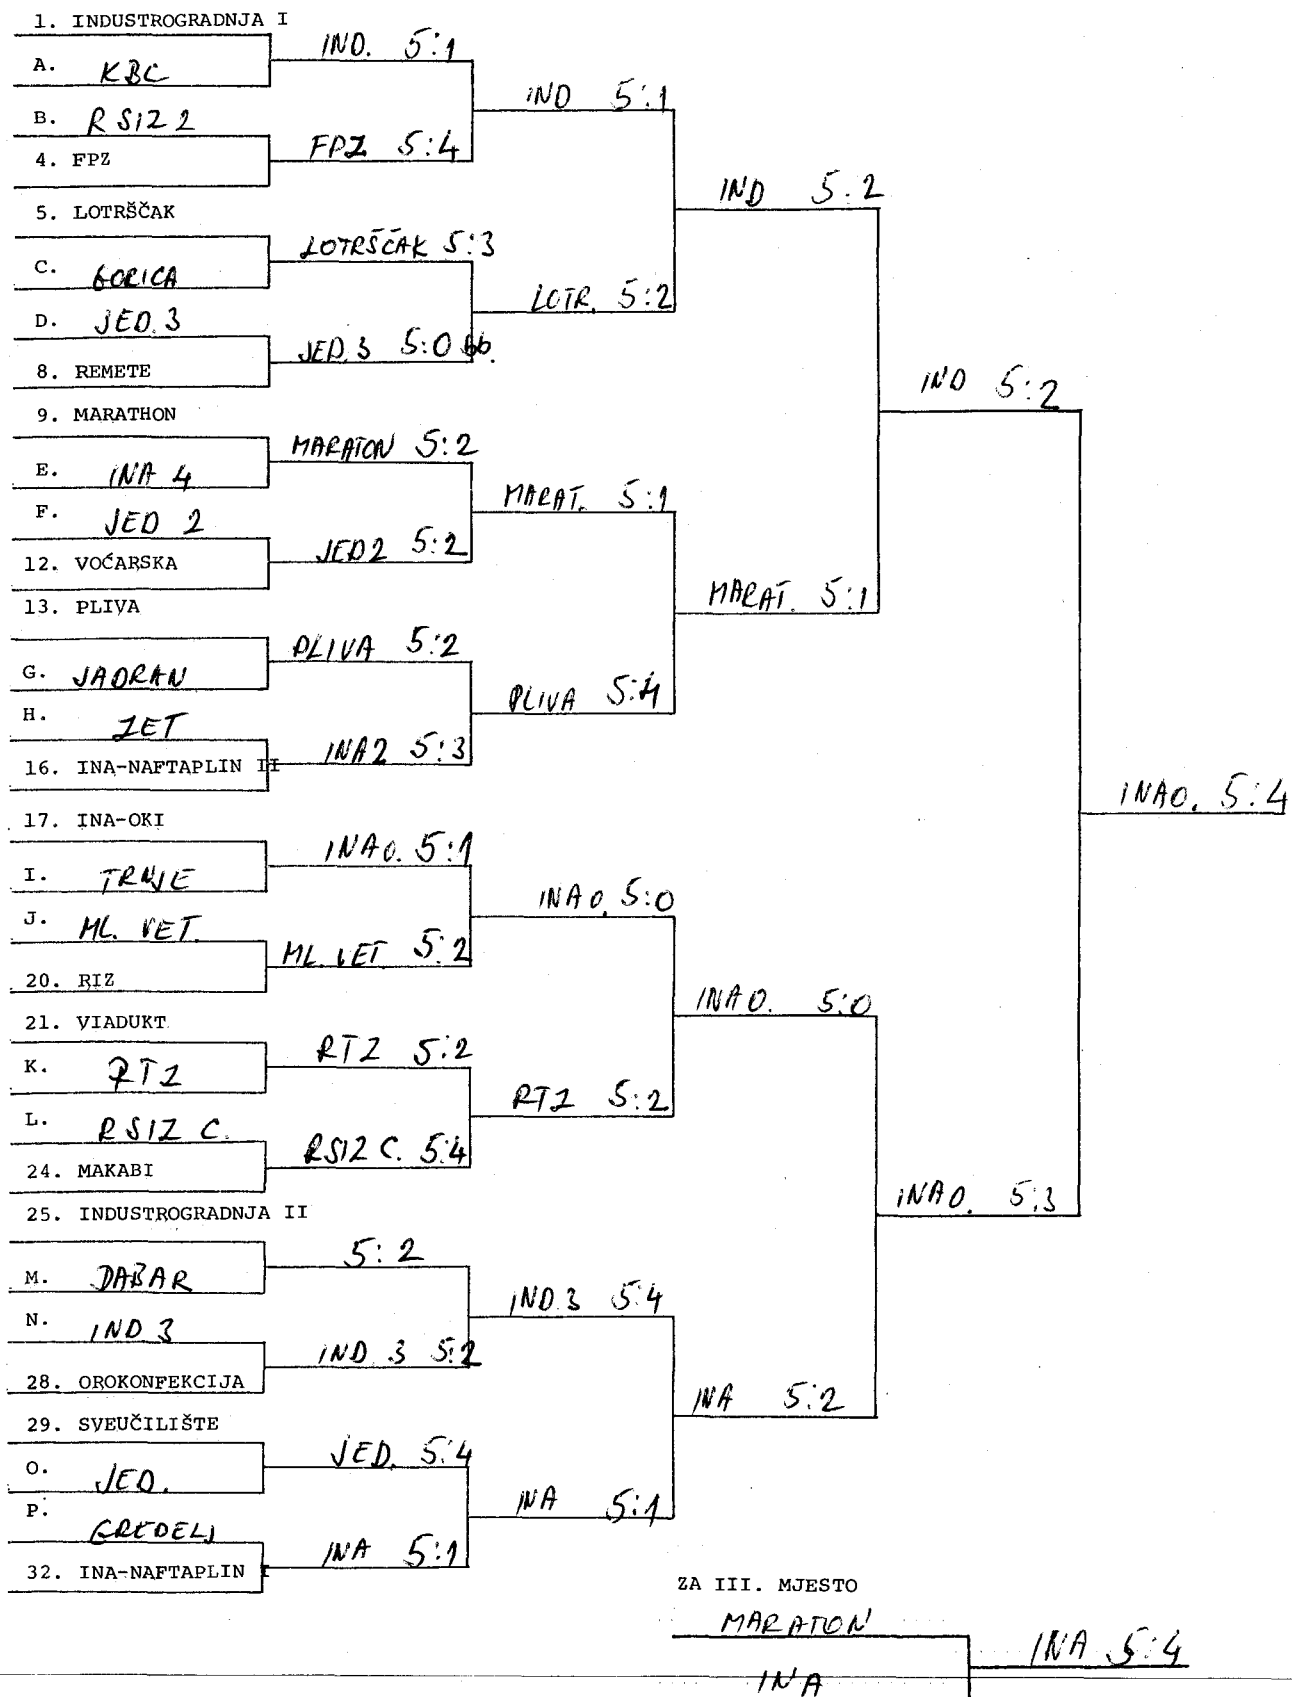 1. INDUSTROGRADNJA I
IND. 5:1
A. KBC
IND 5:1
B. RSIZ 2
FPZ 5:4
4. FPZ
IND 5:2
5. LOTRŠČAK
LOTRŠČAK 5:3
C. GORICA
LOTR. 5:2
D. JED. 3
JED. 3 5:0 bb.
8. REMETE
IND 5:2
9. MARATHON
MARATON 5:2
E. INA 4
MARAT. 5:1
F. JED 2
JED2 5:2
12. VOĆARSKA
MARAT. 5:1
13. PLIVA
PLIVA 5:2
G. JADRAN
PLIVA 5:4
H. ZET
INA2 5:3
16. INA-NAFTAPLIN II
INAO. 5:4
17. INA-OKI
INAO. 5:1
I. TRNJE
INAO. 5:0
J. ML. VET.
ML. VET 5:2
20. RIZ
INAO. 5:0
21. VIADUKT
RTZ 5:2
K. RTZ
RTZ 5:2
L. RSIZ C.
RSIZ C. 5:4
24. MAKABI
INAO. 5:3
25. INDUSTROGRADNJA II
5:2
M. DABAR
IND.3 5:4
N. IND 3
IND. 3 5:2
28. OROKONFEKCIJA
INA 5:2
29. SVEUČILIŠTE
JED. 5:4
O. JED.
INA 5:1
P. GREDELJ
INA 5:1
32. INA-NAFTAPLIN I
ZA III. MJESTO
MARATON
INA 5:4
INA